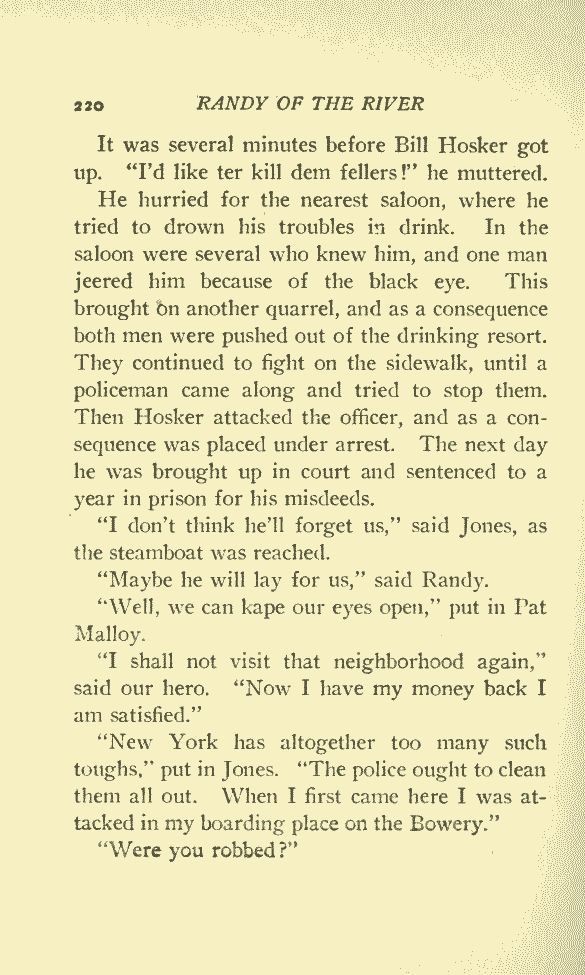 220 RANDY OF THE RIVER
It was several minutes before Bill Hosker got
up. "I'd like ter kill dem fellers!" he muttered.
He hurried for the nearest saloon, where he
tried to drown his troubles in drink. In the
saloon were several who knew him, and one man
jeered him because of the black eye. This
brought on another quarrel, and as a consequence
both men were pushed out of the drinking resort.
They continued to fight on the sidewalk, until a
policeman came along and tried to stop them.
Then Hosker attacked the officer, and as a con-
sequence was placed under arrest. The next day
he was brought up in court and sentenced to a
year in prison for his misdeeds.
"I don't think he'll forget us," said Jones, as
the steamboat was reached.
"Maybe he will lay for us," said Randy.
"Well, we can kape our eyes open," put in Pat
Malloy.
"I shall not visit that neighborhood again,"
said our hero. "Now I have my money back I
am satisfied."
"New York has altogether too many such
toughs," put in Jones. "The police ought to clean
them all out. When I first came here I was at-
tacked in my boarding place on the Bowery."
"Were you robbed?"